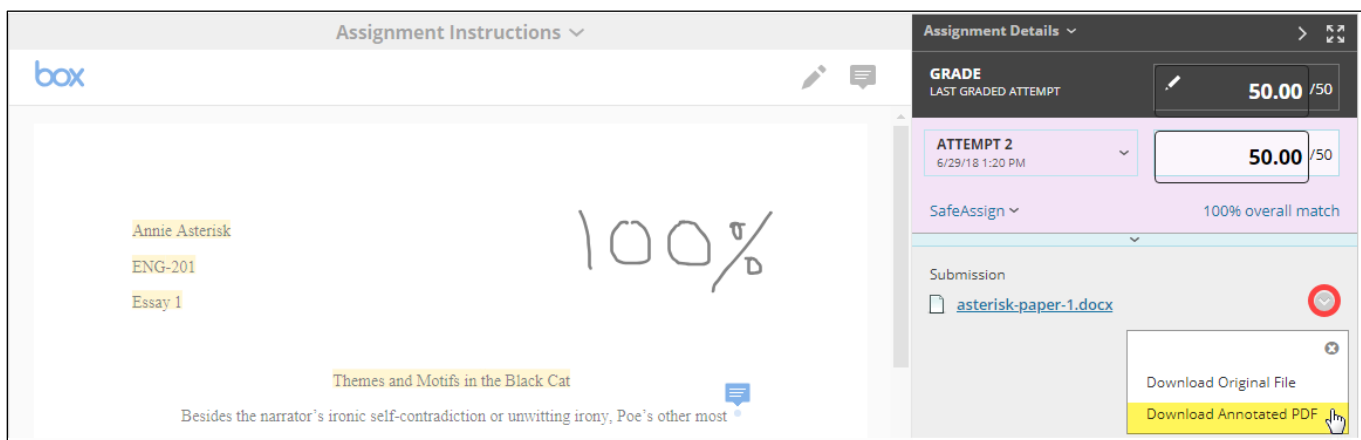 Assignment Instructions
box
100%
Annie Asterisk
ENG-201
Essay 1
Themes and Motifs in the Black Cat
Besides the narrator's ironic self-contradiction or unwitting irony, Poe's other most
Assignment Details
GRADE
LAST GRADED ATTEMPT
50.00 /50
ATTEMPT 2
6/29/18 1:20 PM
50.00 /50
SafeAssign
100% overall match
Submission
asterisk-paper-1.docx
Download Original File
Download Annotated PDF